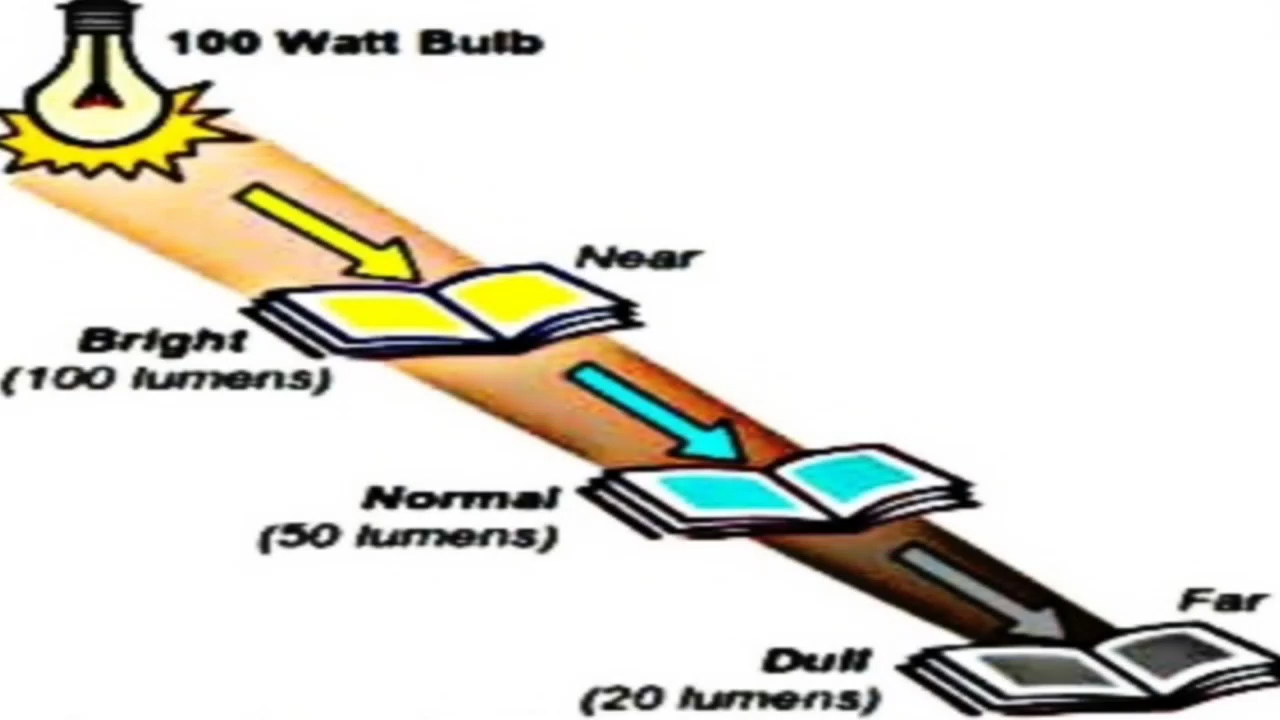 100 Watt Bulb
Near
Bright
(100 lumens)
Normal
(50 lumens)
Far
Dull
(20 lumens)